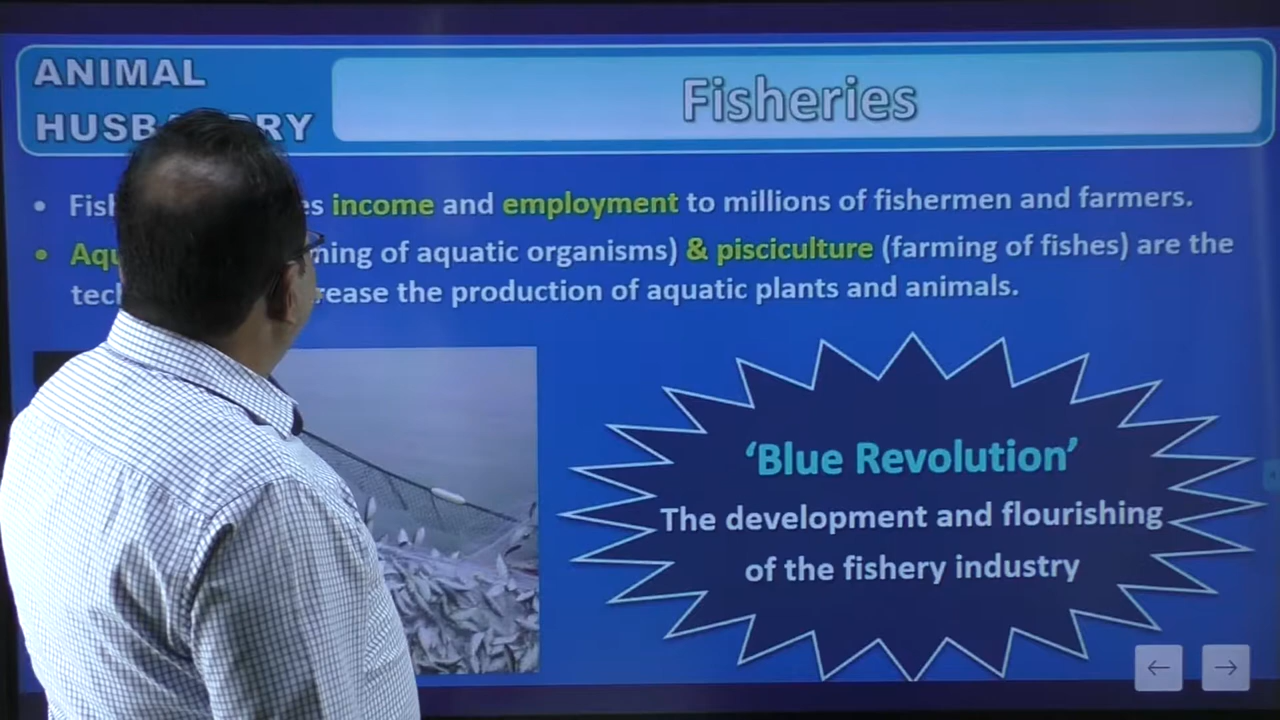 ANIMAL
HUSB RY
Fisheries
• Fis es income and employment to millions of fishermen and farmers.
• Aqu ming of aquatic organisms) & pisciculture (farming of fishes) are the
tec rease the production of aquatic plants and animals.
‘Blue Revolution’
The development and flourishing
of the fishery industry
← →